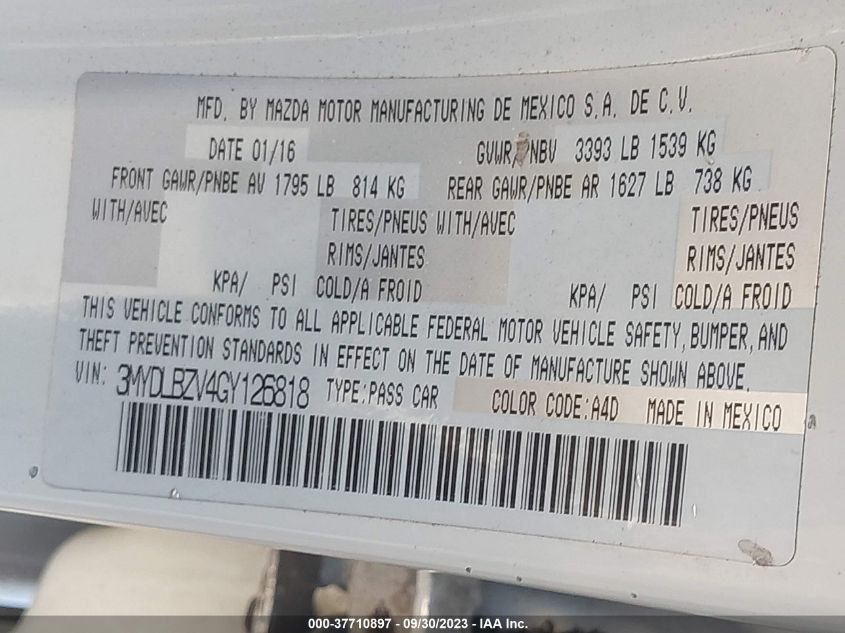 MFD. BY MAZDA MOTOR MANUFACTURING DE MEXICO S.A. DE C.V.
DATE 01/16 GVWR/PNBV 3393 LB 1539 KG
FRONT GAWR/PNBE AV 1795 LB 814 KG REAR GAWR/PNBE AR 1627 LB 738 KG
WITH/AVEC TIRES/PNEUS WITH/AVEC TIRES/PNEUS
RIMS/JANTES RIMS/JANTES
KPA/ PSI COLD/A FROID KPA/ PSI COLD/A FROID
THIS VEHICLE CONFORMS TO ALL APPLICABLE FEDERAL MOTOR VEHICLE SAFETY, BUMPER, AND
THEFT PREVENTION STANDARDS IN EFFECT ON THE DATE OF MANUFACTURE SHOWN ABOVE.
VIN: 3MYDLBZV4GY126818 TYPE:PASS CAR COLOR CODE:A4D MADE IN MEXICO
000-37710897 - 09/30/2023 - IAA Inc.